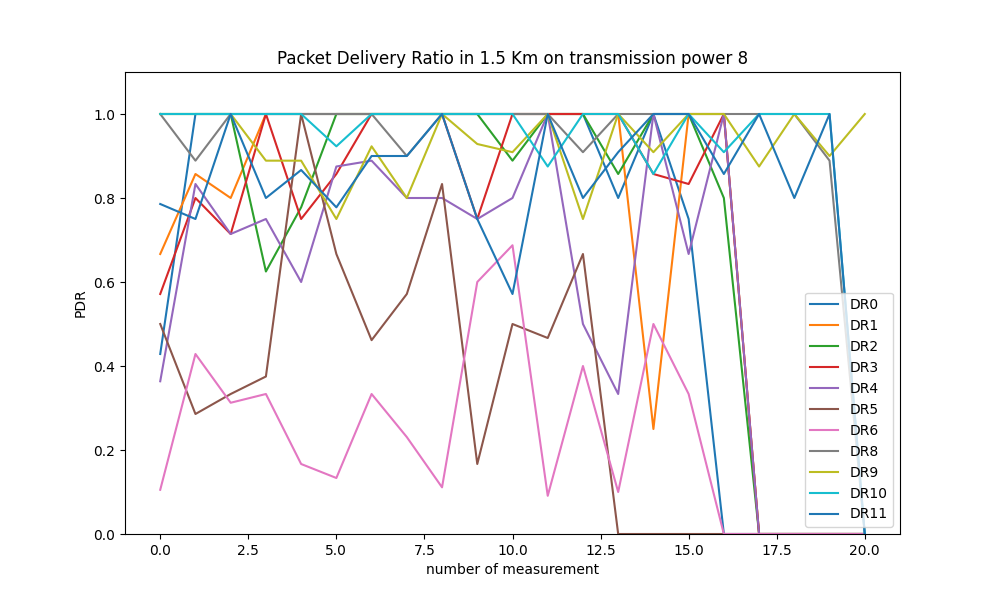 Packet Delivery Ratio in 1.5 Km on transmission power 8
PDR
1.0
0.8
0.6
0.4
0.2
0.0
0.0 2.5 5.0 7.5 10.0 12.5 15.0 17.5 20.0
number of measurement
DR0
DR1
DR2
DR3
DR4
DR5
DR6
DR8
DR9
DR10
DR11